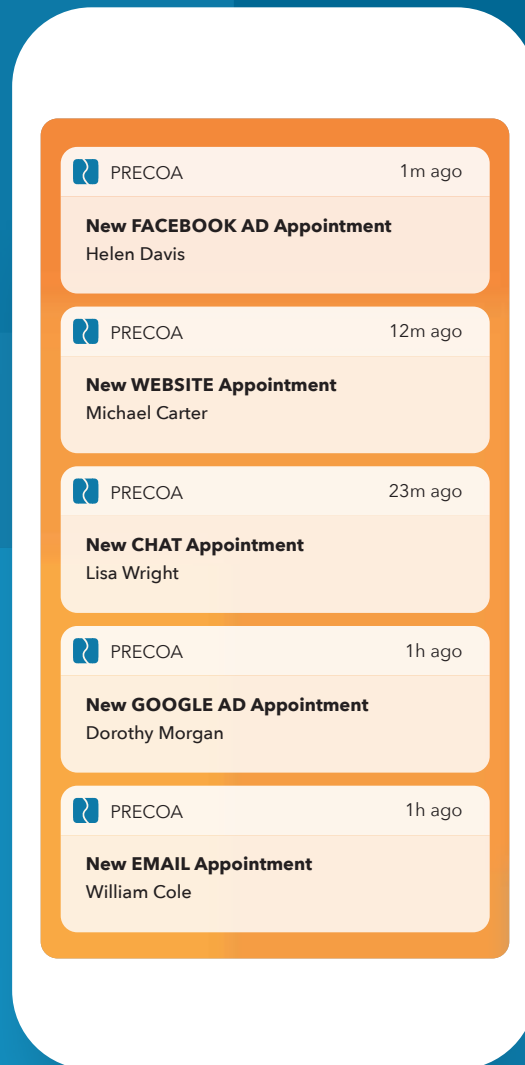 PRECOA 1m ago
New FACEBOOK AD Appointment
Helen Davis
PRECOA 12m ago
New WEBSITE Appointment
Michael Carter
PRECOA 23m ago
New CHAT Appointment
Lisa Wright
PRECOA 1h ago
New GOOGLE AD Appointment
Dorothy Morgan
PRECOA 1h ago
New EMAIL Appointment
William Cole